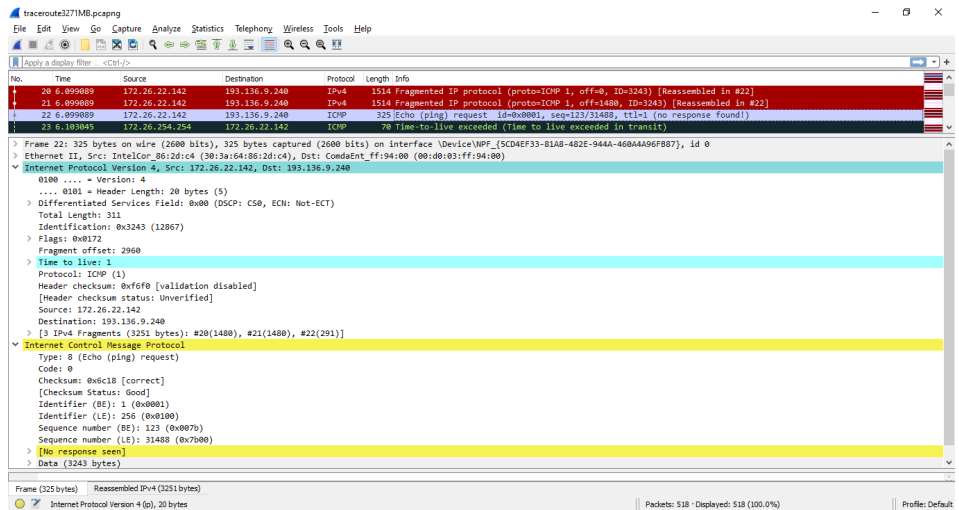 traceroute3271MB.pcapng
File Edit View Go Capture Analyze Statistics Telephony Wireless Tools Help
Apply a display filter ... <Ctrl-/>
No. Time Source Destination Protocol Length Info
20 6.099089 172.26.22.142 193.136.9.240 IPv4 1514 Fragmented IP protocol (proto=ICMP 1, off=0, ID=3243) [Reassembled in #22]
21 6.099089 172.26.22.142 193.136.9.240 IPv4 1514 Fragmented IP protocol (proto=ICMP 1, off=1480, ID=3243) [Reassembled in #22]
22 6.099089 172.26.22.142 193.136.9.240 ICMP 325 Echo (ping) request id=0x0001, seq=123/31488, ttl=1 (no response found!)
23 6.103045 172.26.254.254 172.26.22.142 ICMP 70 Time-to-live exceeded (Time to live exceeded in transit)
Frame 22: 325 bytes on wire (2600 bits), 325 bytes captured (2600 bits) on interface \Device\NPF_{5CD4EF33-81A8-482E-944A-460A4A96FB87}, id 0
Ethernet II, Src: IntelCor_86:2d:c4 (30:3a:64:86:2d:c4), Dst: ComdaEnt_ff:94:00 (00:d0:03:ff:94:00)
Internet Protocol Version 4, Src: 172.26.22.142, Dst: 193.136.9.240
0100 .... = Version: 4
.... 0101 = Header Length: 20 bytes (5)
Differentiated Services Field: 0x00 (DSCP: CS0, ECN: Not-ECT)
Total Length: 311
Identification: 0x3243 (12867)
Flags: 0x0172
Fragment offset: 2960
Time to live: 1
Protocol: ICMP (1)
Header checksum: 0xf6f0 [validation disabled]
[Header checksum status: Unverified]
Source: 172.26.22.142
Destination: 193.136.9.240
[3 IPv4 Fragments (3251 bytes): #20(1480), #21(1480), #22(291)]
Internet Control Message Protocol
Type: 8 (Echo (ping) request)
Code: 0
Checksum: 0x6c18 [correct]
[Checksum Status: Good]
Identifier (BE): 1 (0x0001)
Identifier (LE): 256 (0x0100)
Sequence number (BE): 123 (0x007b)
Sequence number (LE): 31488 (0x7b00)
[No response seen]
Data (3243 bytes)
Frame (325 bytes) Reassembled IPv4 (3251 bytes)
Internet Protocol Version 4 (ip), 20 bytes Packets: 518 · Displayed: 518 (100.0%) Profile: Default